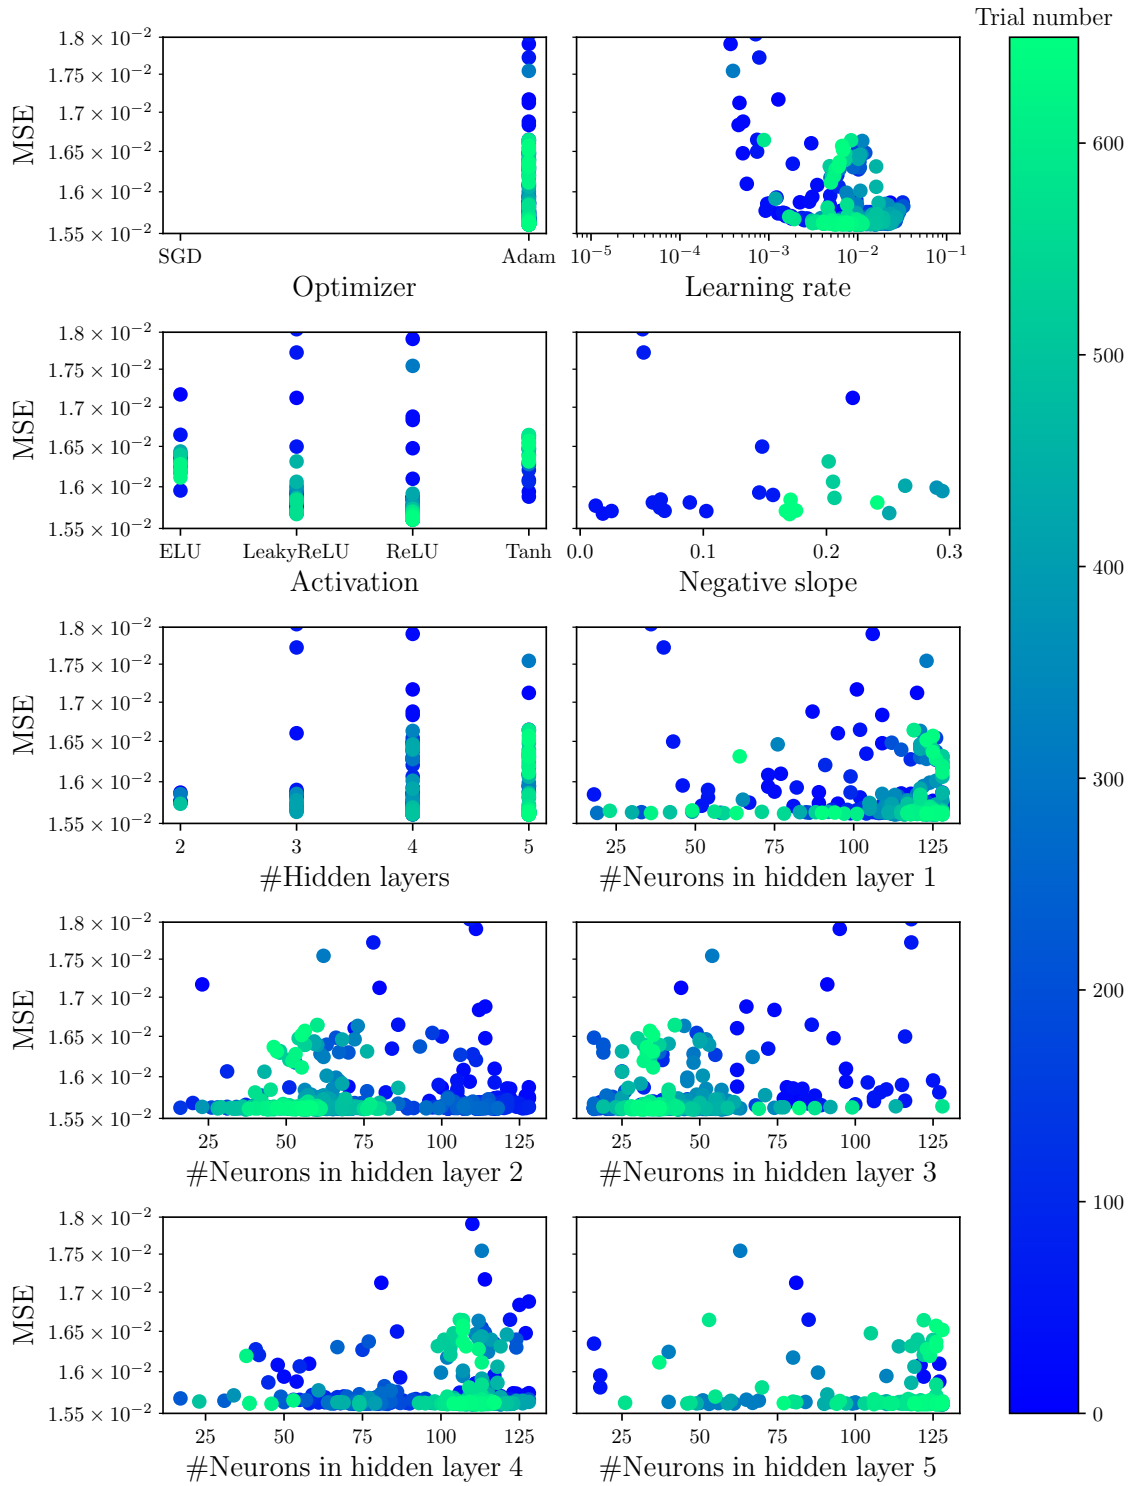 Trial number
MSE
1.8 × 10⁻²
1.75 × 10⁻²
1.7 × 10⁻²
1.65 × 10⁻²
1.6 × 10⁻²
1.55 × 10⁻²
SGD Adam
Optimizer
10⁻⁵ 10⁻⁴ 10⁻³ 10⁻² 10⁻¹
Learning rate
MSE
1.8 × 10⁻²
1.75 × 10⁻²
1.7 × 10⁻²
1.65 × 10⁻²
1.6 × 10⁻²
1.55 × 10⁻²
ELU LeakyReLU ReLU Tanh
Activation
0.0 0.1 0.2 0.3
Negative slope
MSE
1.8 × 10⁻²
1.75 × 10⁻²
1.7 × 10⁻²
1.65 × 10⁻²
1.6 × 10⁻²
1.55 × 10⁻²
2 3 4 5
#Hidden layers
25 50 75 100 125
#Neurons in hidden layer 1
MSE
1.8 × 10⁻²
1.75 × 10⁻²
1.7 × 10⁻²
1.65 × 10⁻²
1.6 × 10⁻²
1.55 × 10⁻²
25 50 75 100 125
#Neurons in hidden layer 2
25 50 75 100 125
#Neurons in hidden layer 3
MSE
1.8 × 10⁻²
1.75 × 10⁻²
1.7 × 10⁻²
1.65 × 10⁻²
1.6 × 10⁻²
1.55 × 10⁻²
25 50 75 100 125
#Neurons in hidden layer 4
25 50 75 100 125
#Neurons in hidden layer 5
600
500
400
300
200
100
0